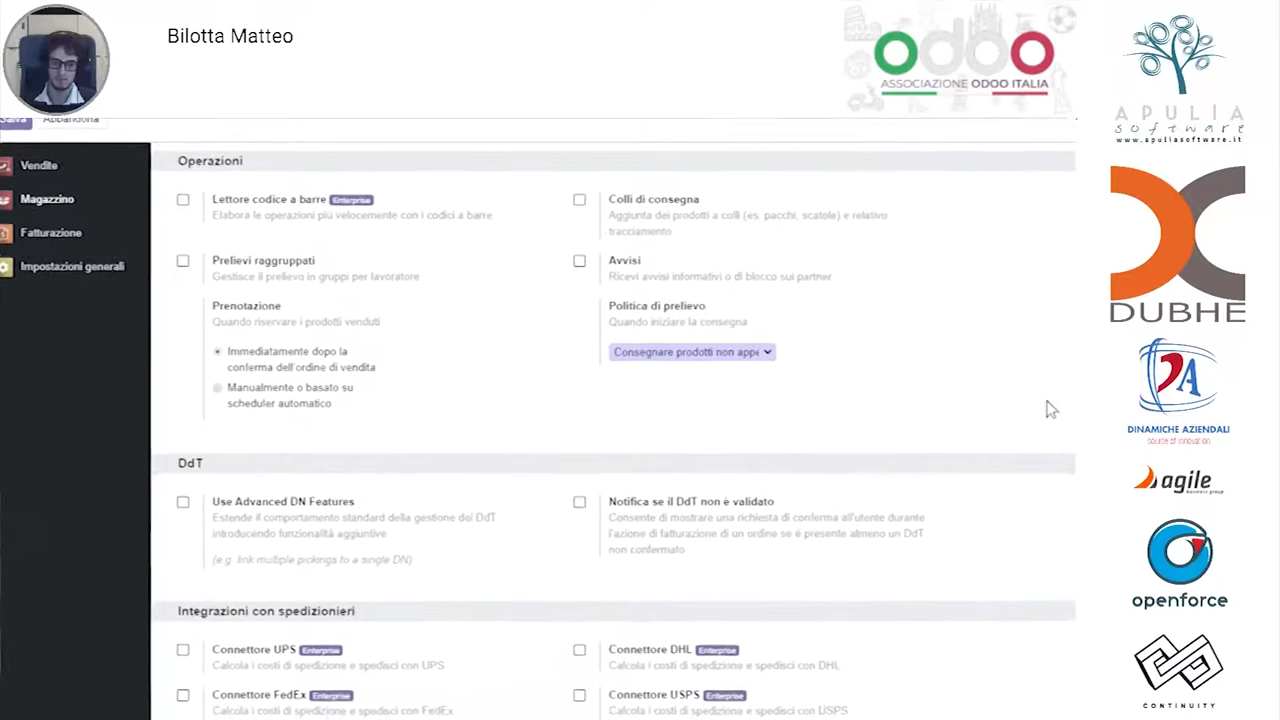 Bilotta Matteo
odoo
ASSOCIAZIONE ODOO ITALIA
Salva
Abbandona
Vendite
Magazzino
Fatturazione
Impostazioni generali
Operazioni
Lettore codice a barre Enterprise
Elabora le operazioni più velocemente con i codici a barre
Colli di consegna
Aggiunta dei prodotti a colli (es. pacchi, scatole) e relativo
tracciamento
Prelievi raggruppati
Gestisce il prelievo in gruppi per lavoratore
Avvisi
Ricevi avvisi informativi o di blocco sui partner
Prenotazione
Quando riservare i prodotti venduti
Immediatamente dopo la
conferma dell'ordine di vendita
Manualmente o basato su
scheduler automatico
Politica di prelievo
Quando iniziare la consegna
Consegnare prodotti non appe
DdT
Use Advanced DN Features
Estende il comportamento standard della gestione dei DdT
introducendo funzionalità aggiuntive
(e.g. link multiple pickings to a single DN)
Notifica se il DdT non è validato
Consente di mostrare una richiesta di conferma all'utente durante
l'azione di fatturazione di un ordine se è presente almeno un DdT
non confermato
Integrazioni con spedizionieri
Connettore UPS Enterprise
Calcola i costi di spedizione e spedisci con UPS
Connettore DHL Enterprise
Calcola i costi di spedizione e spedisci con DHL
Connettore FedEx Enterprise
Calcola i costi di spedizione e spedisci con FedEx
Connettore USPS Enterprise
Calcola i costi di spedizione e spedisci con USPS
APULIA
software
www.apuliasoftware.it
DUBHE
DA
DINAMICHE AZIENDALI
source of innovation
agile
business group
openforce
CONTINUITY